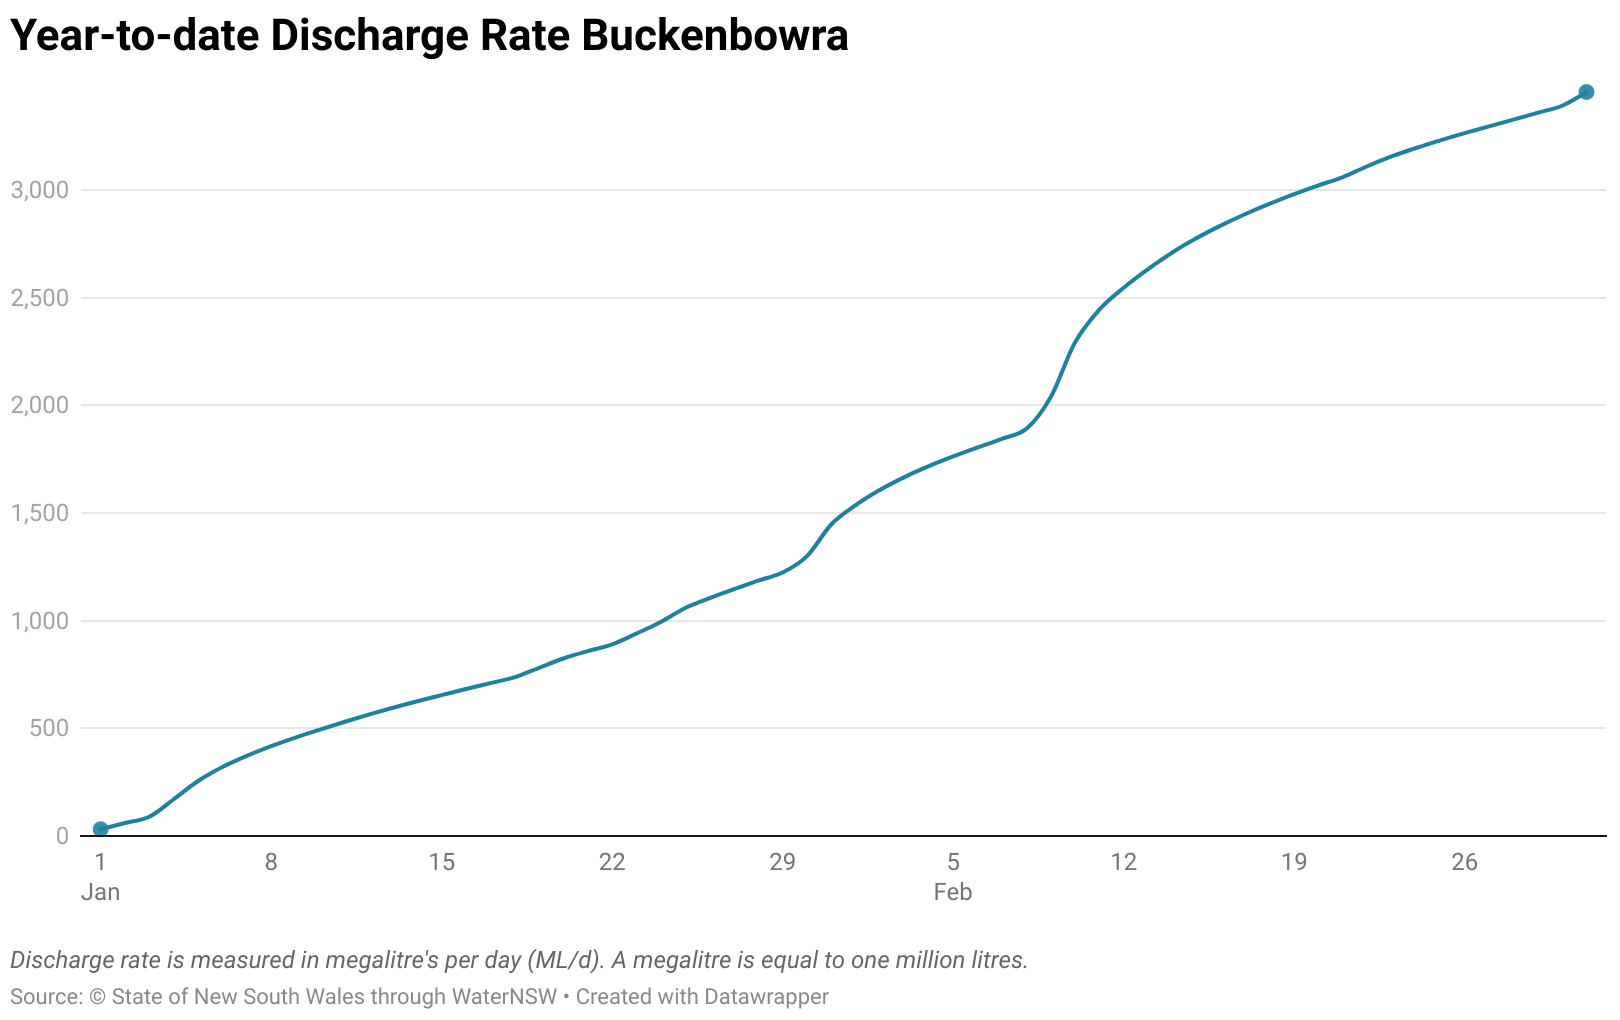 Year-to-date Discharge Rate Buckenbowra
3,000
2,500
2,000
1,500
1,000
500
0
1 8 15 22 29 5 12 19 26
Jan Feb
Discharge rate is measured in megalitre's per day (ML/d). A megalitre is equal to one million litres.
Source: © State of New South Wales through WaterNSW • Created with Datawrapper